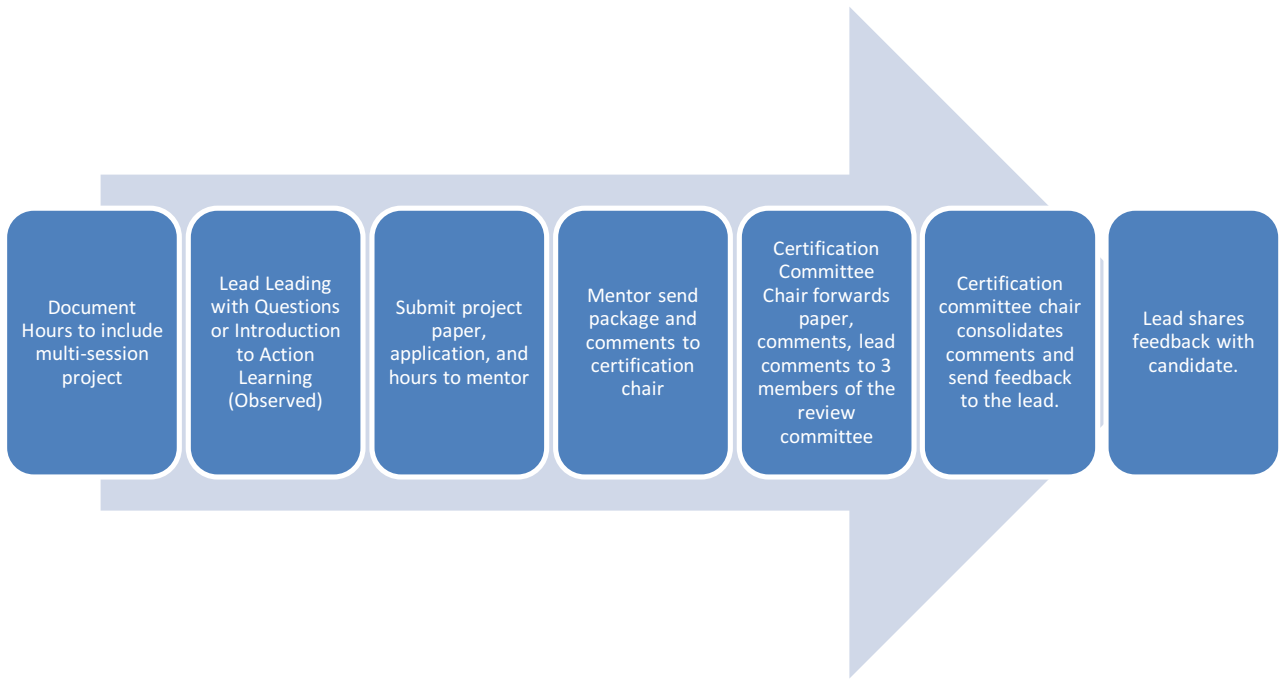 Document
Hours to include
multi-session
project
Lead Leading
with Questions
or Introduction
to Action
Learning
(Observed)
Submit project
paper,
application, and
hours to mentor
Mentor send
package and
comments to
certification
chair
Certification
Committee
Chair forwards
paper,
comments, lead
comments to 3
members of the
review
committee
Certification
committee chair
consolidates
comments and
send feedback
to the lead.
Lead shares
feedback with
candidate.